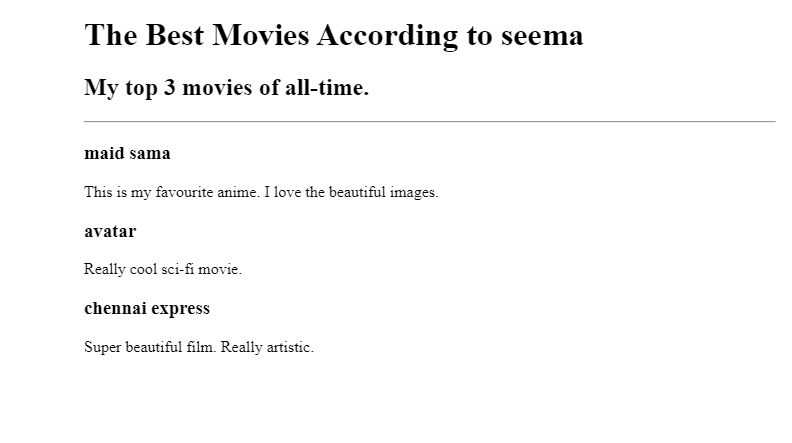 The Best Movies According to seema
My top 3 movies of all-time.
maid sama
This is my favourite anime. I love the beautiful images.
avatar
Really cool sci-fi movie.
chennai express
Super beautiful film. Really artistic.